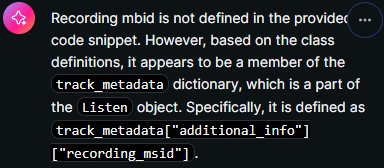 Recording mbid is not defined in the provided
code snippet. However, based on the class
definitions, it appears to be a member of the
track_metadata dictionary, which is a part of
the Listen object. Specifically, it is defined as
track_metadata["additional_info"]
["recording_msid"].